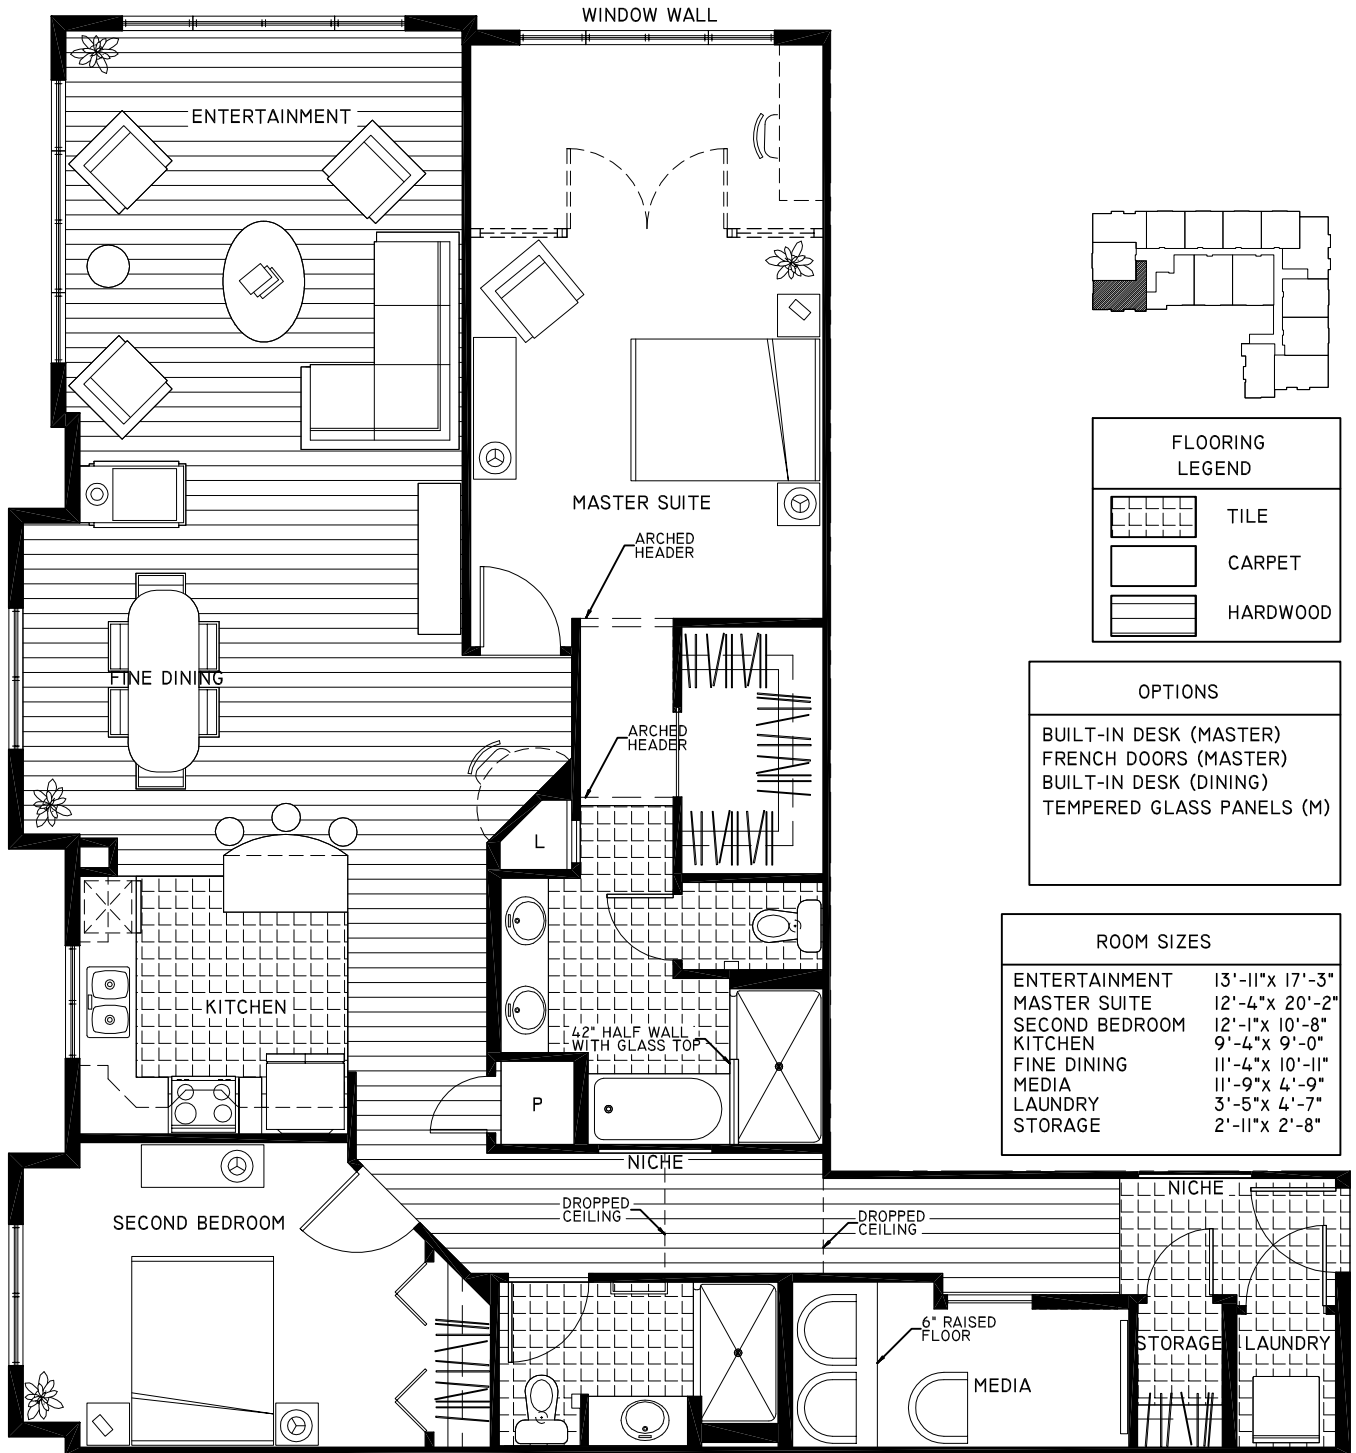 WINDOW WALL
ENTERTAINMENT
MASTER SUITE
ARCHED
HEADER
FINE DINING
ARCHED
HEADER
L
KITCHEN
42" HALF WALL
WITH GLASS TOP
P
NICHE
SECOND BEDROOM
DROPPED
CEILING
DROPPED
CEILING
NICHE
6" RAISED
FLOOR
MEDIA
STORAGE
LAUNDRY
FLOORING
LEGEND
TILE
CARPET
HARDWOOD
OPTIONS
BUILT-IN DESK (MASTER)
FRENCH DOORS (MASTER)
BUILT-IN DESK (DINING)
TEMPERED GLASS PANELS (M)
ROOM SIZES
ENTERTAINMENT 13'-11"x 17'-3"
MASTER SUITE 12'-4"x 20'-2"
SECOND BEDROOM 12'-1"x 10'-8"
KITCHEN 9'-4"x 9'-0"
FINE DINING 11'-4"x 10'-11"
MEDIA 11'-9"x 4'-9"
LAUNDRY 3'-5"x 4'-7"
STORAGE 2'-11"x 2'-8"